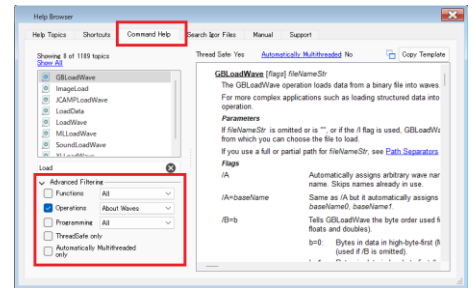 Help Browser
Help Topics Shortcuts Command Help Search Igor Files Manual Support
Showing 8 of 1189 topics
Show All
Thread Safe: Yes Automatically Multithreaded No Copy Template
GBLoadWave
ImageLoad
JCAMPLoadWave
LoadData
LoadWave
MLLoadWave
SoundLoadWave
XLLoadWave
Load
Advanced Filtering
Functions All
Operations About Waves
Programming All
ThreadSafe only
Automatically Multithreaded
only
GBLoadWave [flags] fileNameStr
The GBLoadWave operation loads data from a binary file into waves.
For more complex applications such as loading structured data into
operation.
Parameters
If fileNameStr is omitted or is "", or if the /I flag is used, GBLoadWa
from which you can choose the file to load.
If you use a full or partial path for fileNameStr, see Path Separators
Flags
/A Automatically assigns arbitrary wave nar
name. Skips names already in use.
/A=baseName Same as /A but it automatically assigns
baseName0, baseName1.
/B=b Tells GBLoadWave the byte order used f
floats and doubles).
b=0: Bytes in data in high-byte-first (M
(used if /B is omitted).